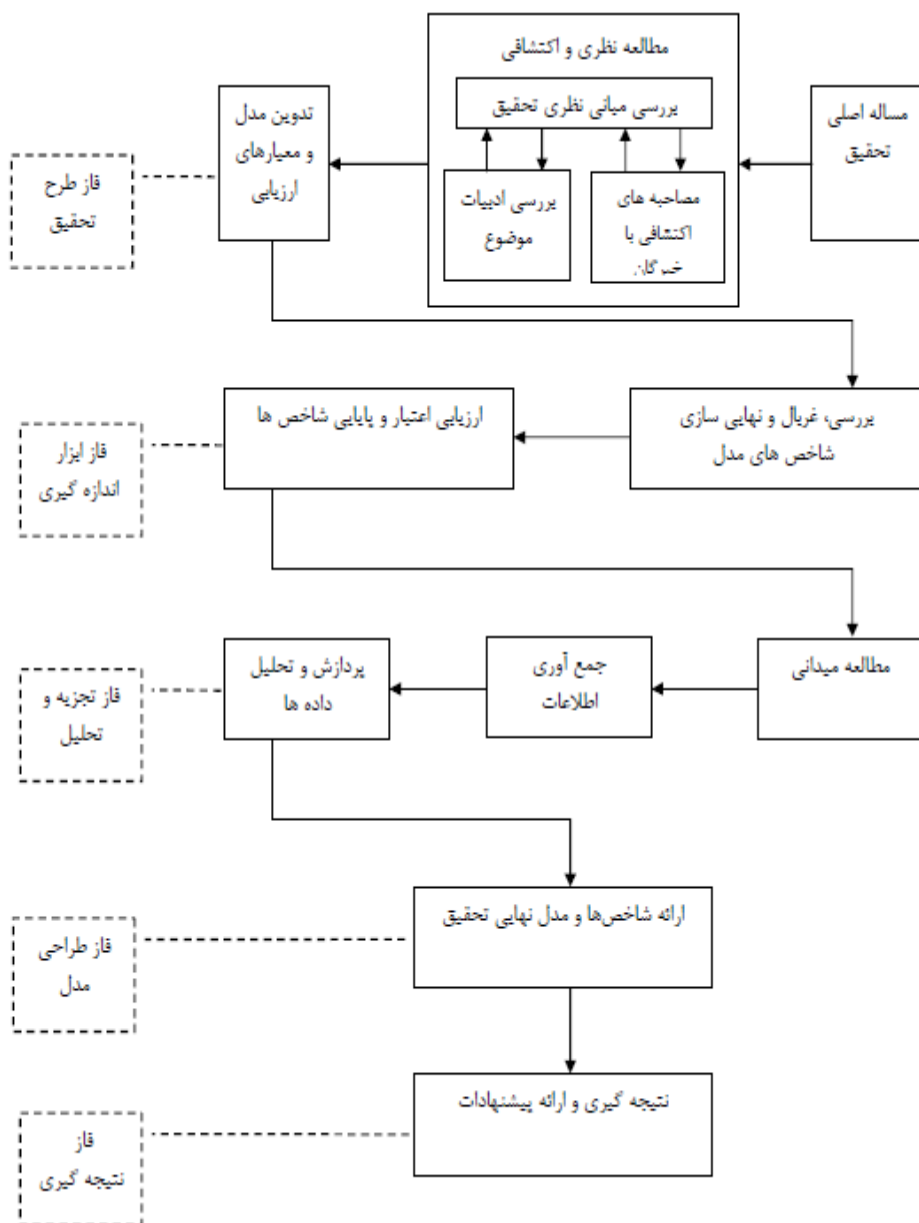 مطالعه نظری و اکتشافی
بررسی مبانی نظری تحقیق
مصاحبه های
اکتشافی با
خبرگان
بررسی ادبیات
موضوع
مساله اصلی
تحقیق
تدوین مدل
و معیارهای
ارزیابی
فاز طرح
تحقیق
بررسی، غربال و نهایی سازی
شاخص های مدل
ارزیابی اعتبار و پایایی شاخص ها
فاز ابزار
اندازه گیری
مطالعه میدانی
جمع آوری
اطلاعات
پردازش و تحلیل
داده ها
فاز تجزیه و
تحلیل
ارائه شاخص‌ها و مدل نهایی تحقیق
فاز طراحی
مدل
نتیجه گیری و ارائه پیشنهادات
فاز
نتیجه گیری